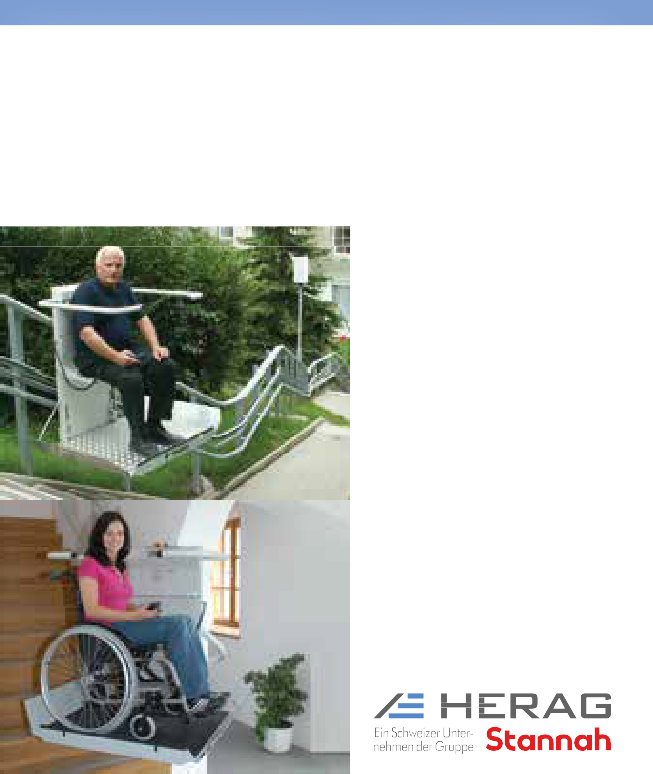 HERAG
Ein Schweizer Unter-
nehmen der Gruppe Stannah